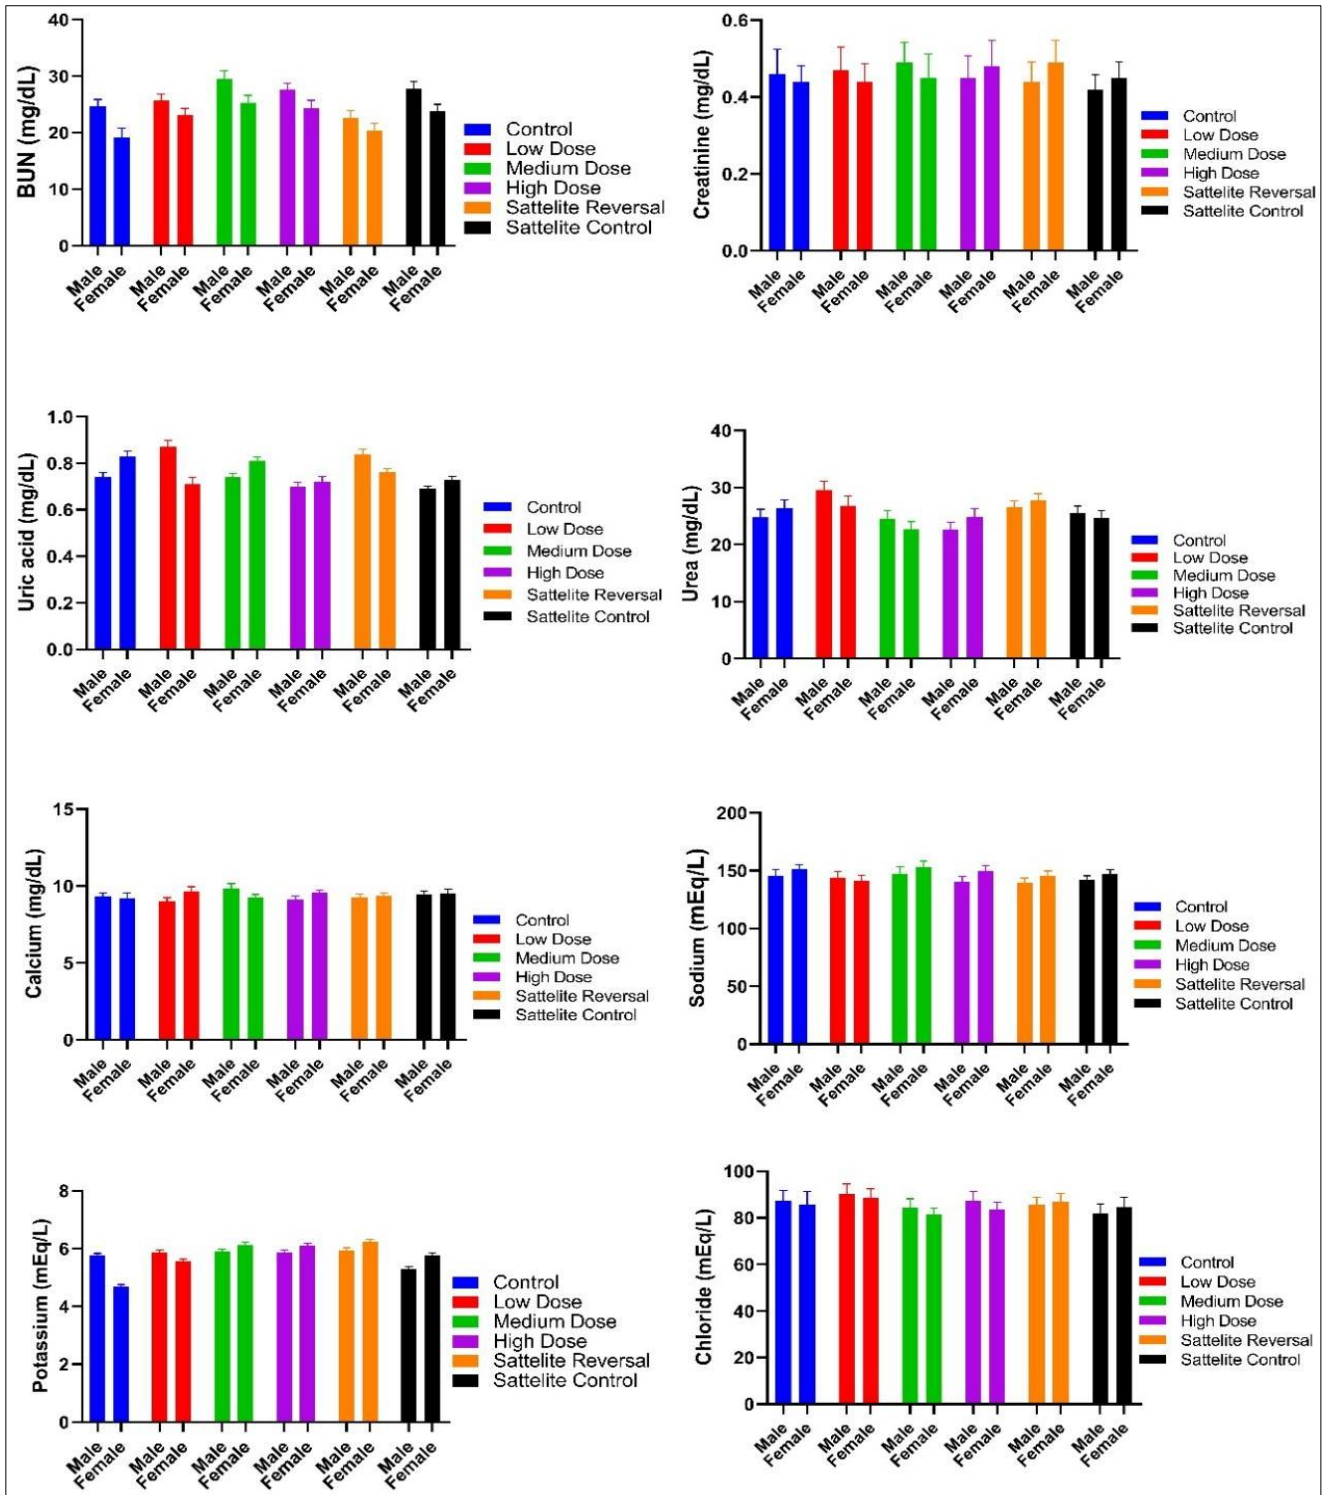 BUN (mg/dL)
40
30
20
10
0
Male
Female
Male
Female
Male
Female
Male
Female
Male
Female
Male
Female
Control
Low Dose
Medium Dose
High Dose
Sattelite Reversal
Sattelite Control
Creatinine (mg/dL)
0.6
0.4
0.2
0.0
Male
Female
Male
Female
Male
Female
Male
Female
Male
Female
Male
Female
Control
Low Dose
Medium Dose
High Dose
Sattelite Reversal
Sattelite Control
Uric acid (mg/dL)
1.0
0.8
0.6
0.4
0.2
0.0
Male
Female
Male
Female
Male
Female
Male
Female
Male
Female
Male
Female
Control
Low Dose
Medium Dose
High Dose
Sattelite Reversal
Sattelite Control
Urea (mg/dL)
40
30
20
10
0
Male
Female
Male
Female
Male
Female
Male
Female
Male
Female
Male
Female
Control
Low Dose
Medium Dose
High Dose
Sattelite Reversal
Sattelite Control
Calcium (mg/dL)
15
10
5
0
Male
Female
Male
Female
Male
Female
Male
Female
Male
Female
Male
Female
Control
Low Dose
Medium Dose
High Dose
Sattelite Reversal
Sattelite Control
Sodium (mEq/L)
200
150
100
50
0
Male
Female
Male
Female
Male
Female
Male
Female
Male
Female
Male
Female
Control
Low Dose
Medium Dose
High Dose
Sattelite Reversal
Sattelite Control
Potassium (mEq/L)
8
6
4
2
0
Male
Female
Male
Female
Male
Female
Male
Female
Male
Female
Male
Female
Control
Low Dose
Medium Dose
High Dose
Sattelite Reversal
Sattelite Control
Chloride (mEq/L)
100
80
60
40
20
0
Male
Female
Male
Female
Male
Female
Male
Female
Male
Female
Male
Female
Control
Low Dose
Medium Dose
High Dose
Sattelite Reversal
Sattelite Control